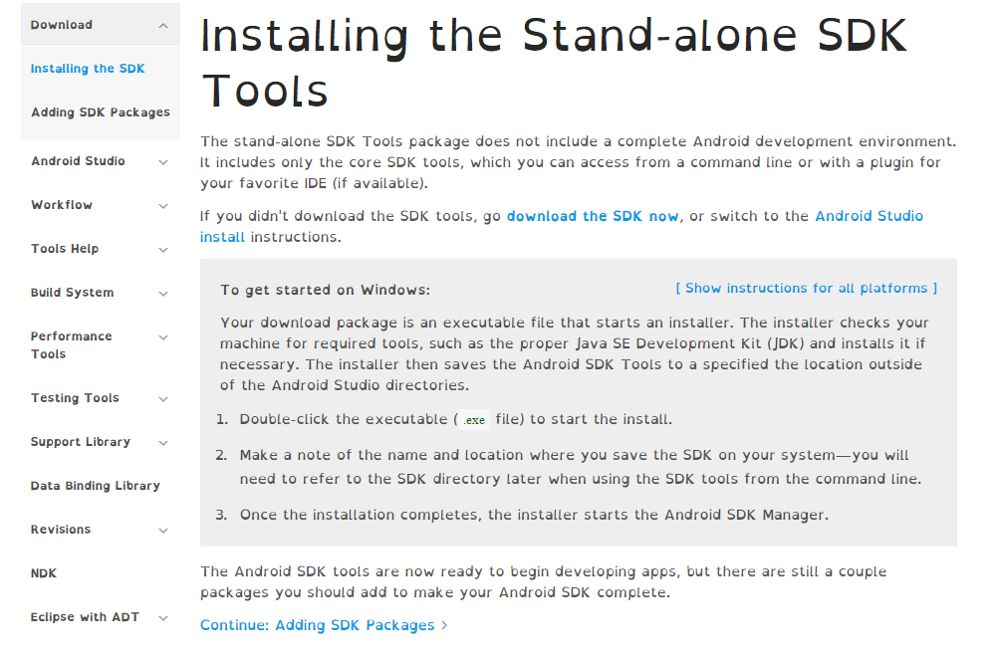 Download
Installing the SDK
Adding SDK Packages
Android Studio
Workflow
Tools Help
Build System
Performance
Tools
Testing Tools
Support Library
Data Binding Library
Revisions
NDK
Eclipse with ADT
Installing the Stand-alone SDK
Tools
The stand-alone SDK Tools package does not include a complete Android development environment.
It includes only the core SDK tools, which you can access from a command line or with a plugin for
your favorite IDE (if available).
If you didn't download the SDK tools, go download the SDK now, or switch to the Android Studio
install instructions.
To get started on Windows:
[ Show instructions for all platforms ]
Your download package is an executable file that starts an installer. The installer checks your
machine for required tools, such as the proper Java SE Development Kit (JDK) and installs it if
necessary. The installer then saves the Android SDK Tools to a specified the location outside
of the Android Studio directories.
1. Double-click the executable ( .exe file) to start the install.
2. Make a note of the name and location where you save the SDK on your system—you will
need to refer to the SDK directory later when using the SDK tools from the command line.
3. Once the installation completes, the installer starts the Android SDK Manager.
The Android SDK tools are now ready to begin developing apps, but there are still a couple
packages you should add to make your Android SDK complete.
Continue: Adding SDK Packages >